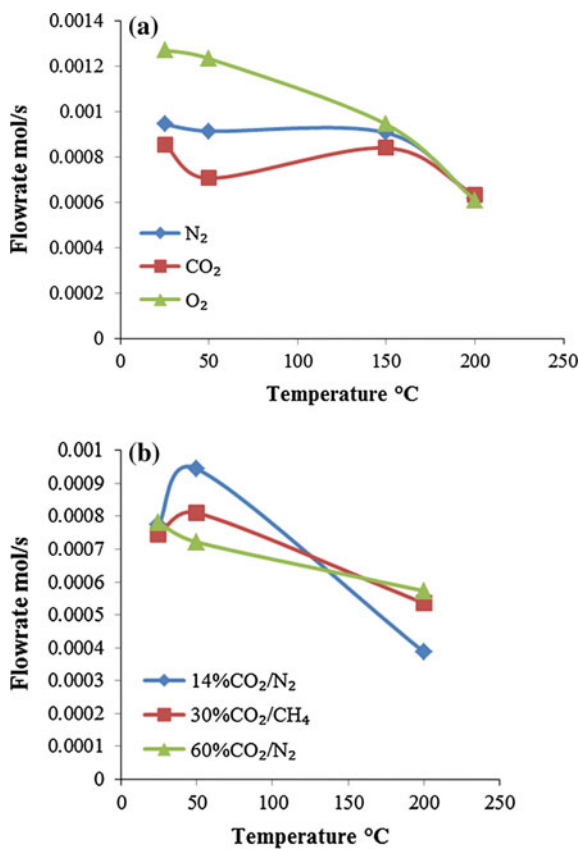 (a)
0.0014
0.0012
0.001
0.0008
0.0006
0.0004
0.0002
0
Flowrate mol/s
N₂
CO₂
O₂
0 50 100 150 200 250
Temperature °C
(b)
0.001
0.0009
0.0008
0.0007
0.0006
0.0005
0.0004
0.0003
0.0002
0.0001
0
Flowrate mol/s
14%CO₂/N₂
30%CO₂/CH₄
60%CO₂/N₂
0 50 100 150 200 250
Temperature °C